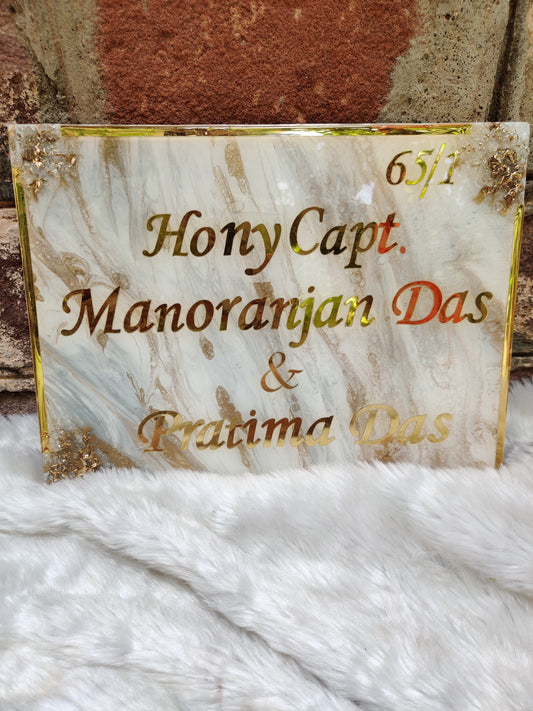 65/1
Hony Capt.
Manoranjan Das
&
Pratima Das